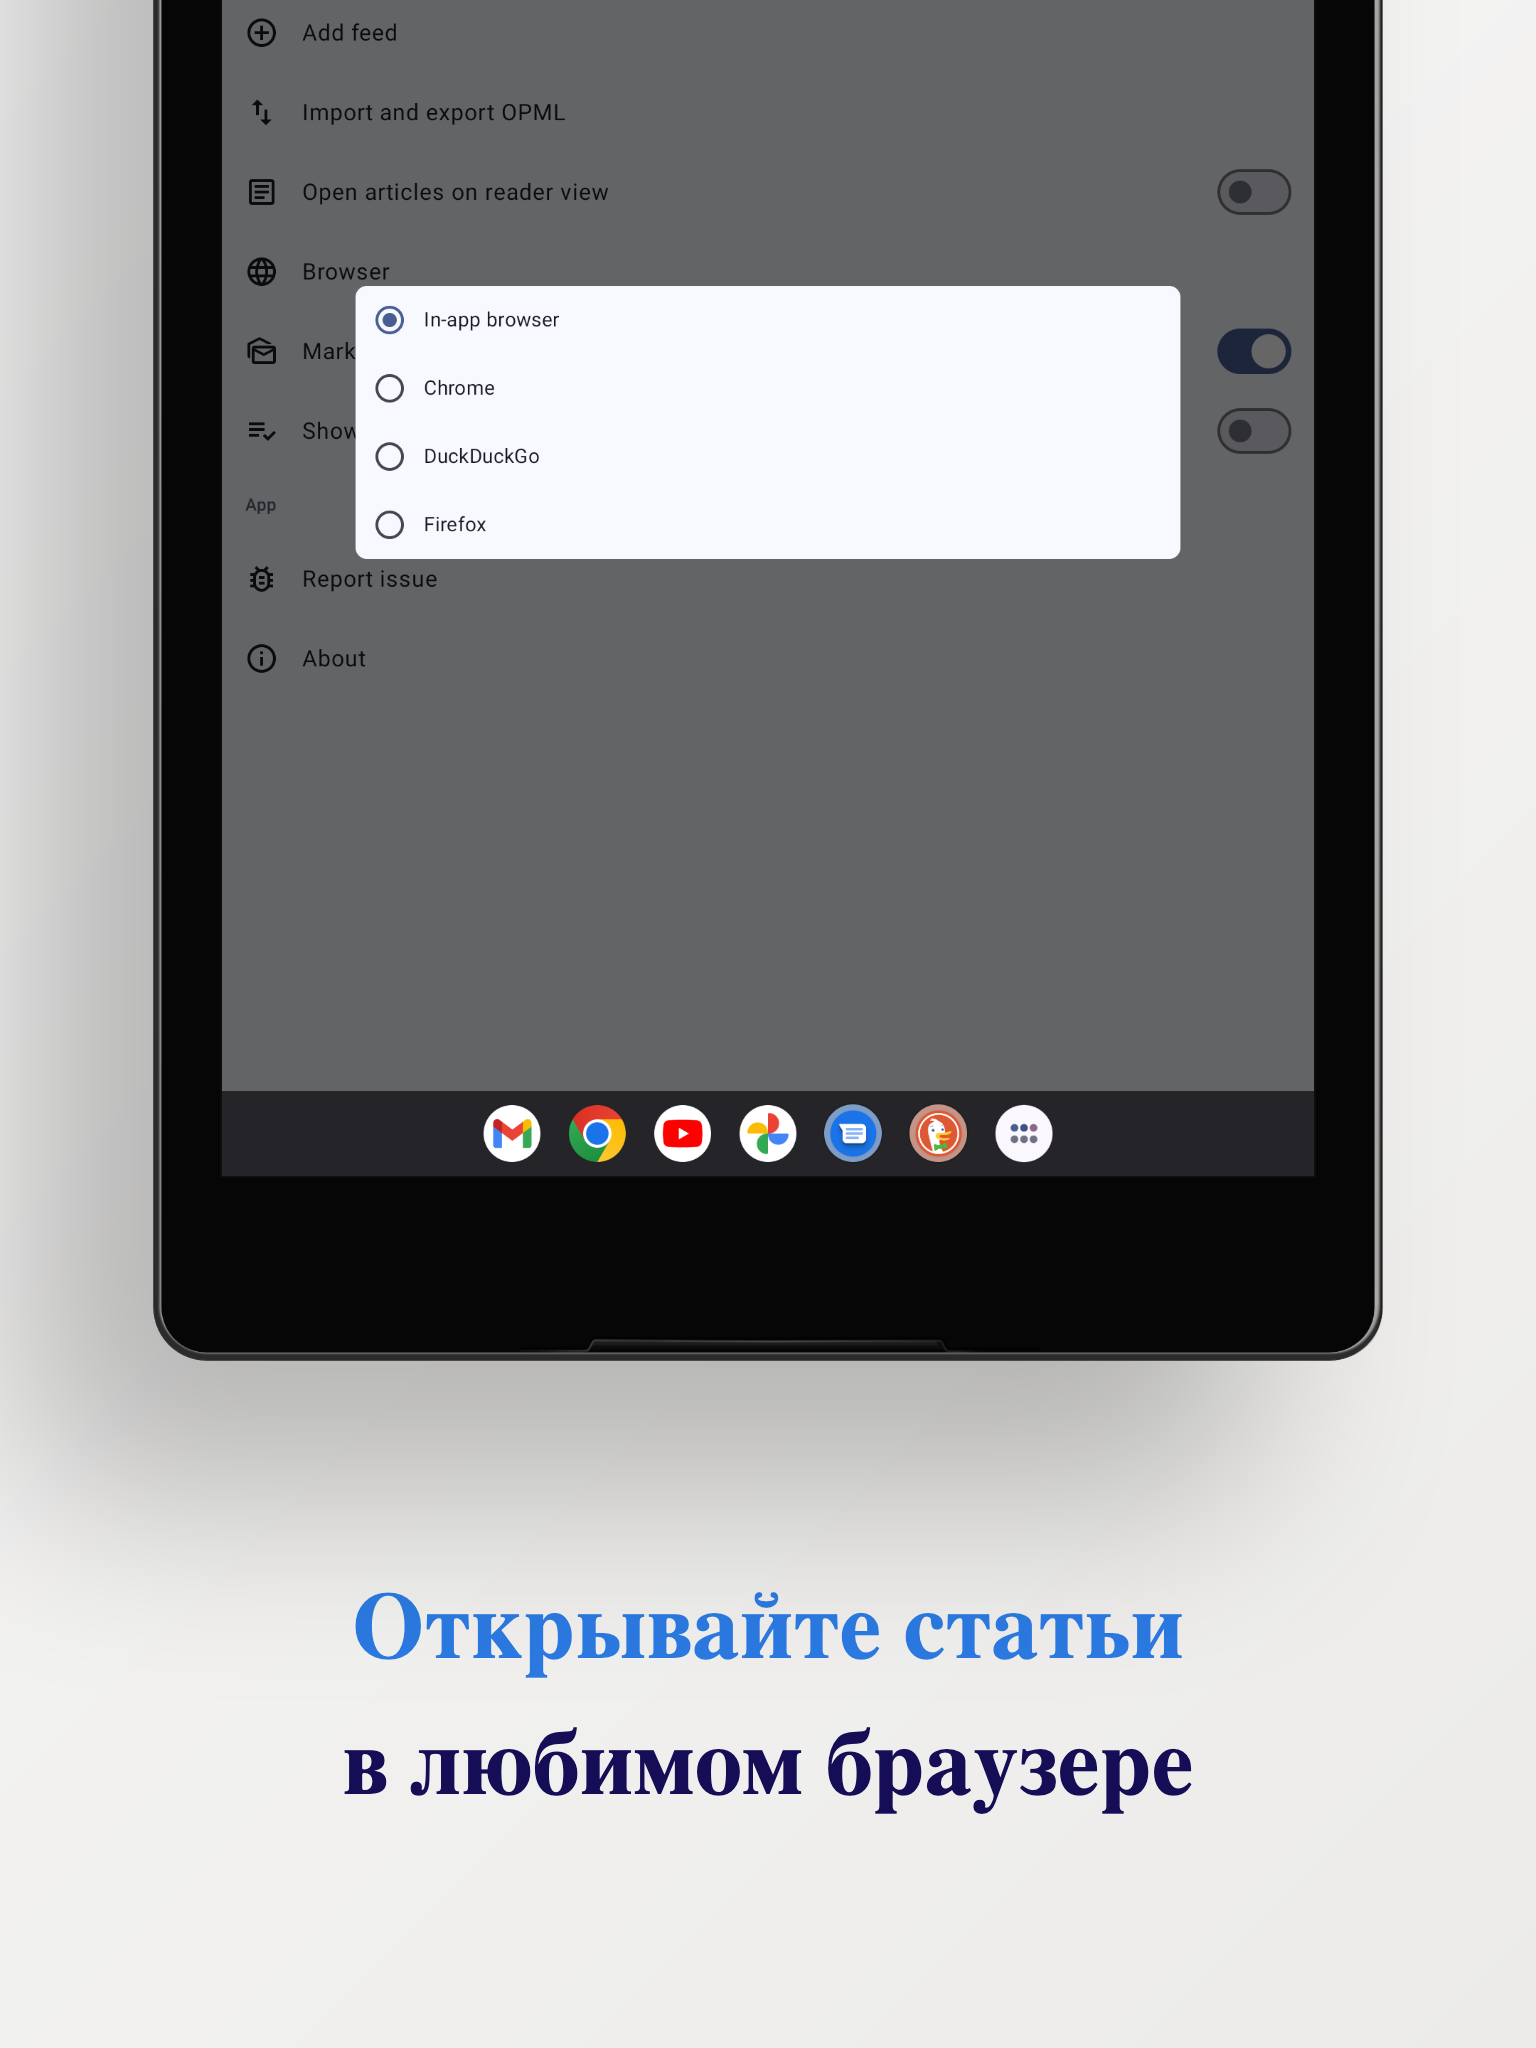 Add feed
Import and export OPML
Open articles on reader view
Browser
In-app browser
Mark
Chrome
Show
DuckDuckGo
App
Firefox
Report issue
About
Открывайте статьи
в любимом браузере